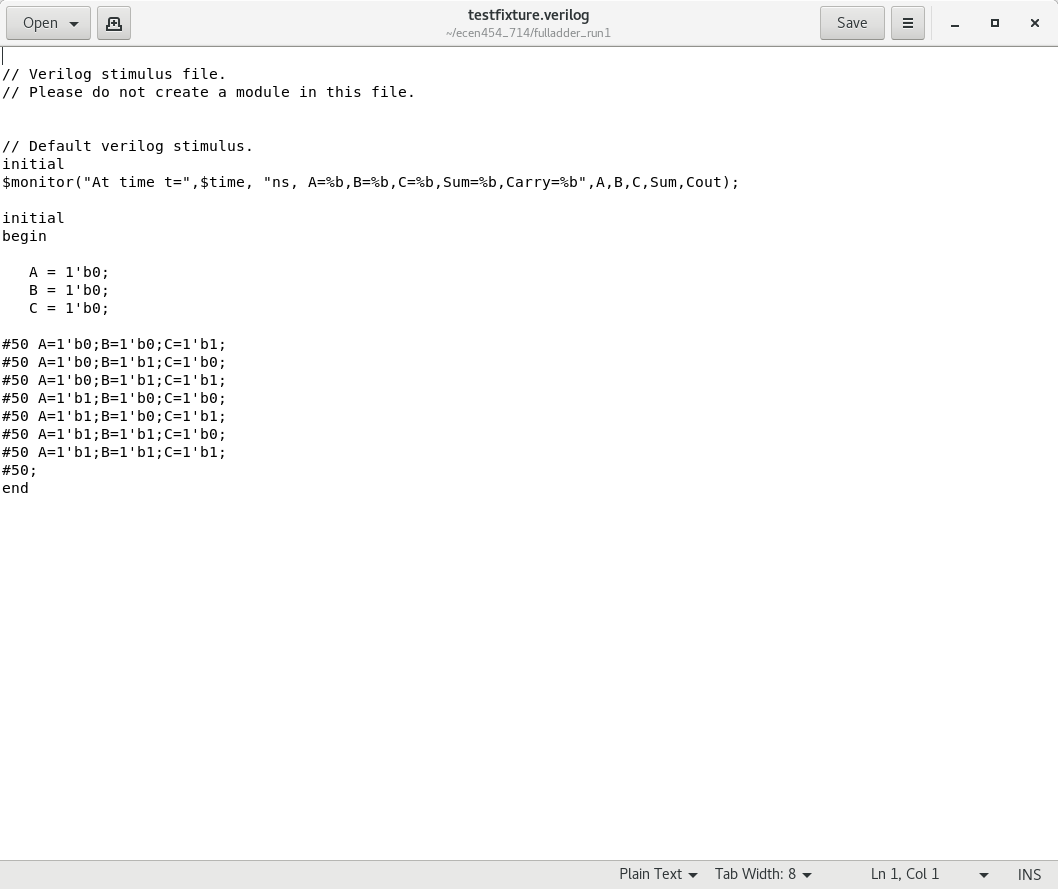 Open
testfixture.verilog
~/ecen454_714/fulladder_run1
Save
// Verilog stimulus file.
// Please do not create a module in this file.
// Default verilog stimulus.
initial
$monitor("At time t=",$time, "ns, A=%b,B=%b,C=%b,Sum=%b,Carry=%b",A,B,C,Sum,Cout);
initial
begin
A = 1'b0;
B = 1'b0;
C = 1'b0;
#50 A=1'b0;B=1'b0;C=1'b1;
#50 A=1'b0;B=1'b1;C=1'b0;
#50 A=1'b0;B=1'b1;C=1'b1;
#50 A=1'b1;B=1'b0;C=1'b0;
#50 A=1'b1;B=1'b0;C=1'b1;
#50 A=1'b1;B=1'b1;C=1'b0;
#50 A=1'b1;B=1'b1;C=1'b1;
#50;
end
Plain Text Tab Width: 8 Ln 1, Col 1 INS